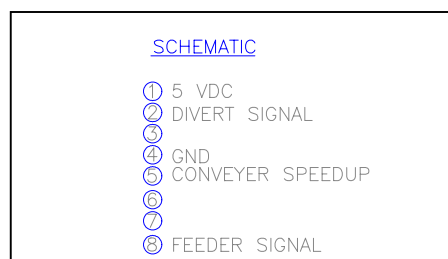 SCHEMATIC
1 5 VDC
2 DIVERT SIGNAL
3
4 GND
5 CONVEYER SPEEDUP
6
7
8 FEEDER SIGNAL